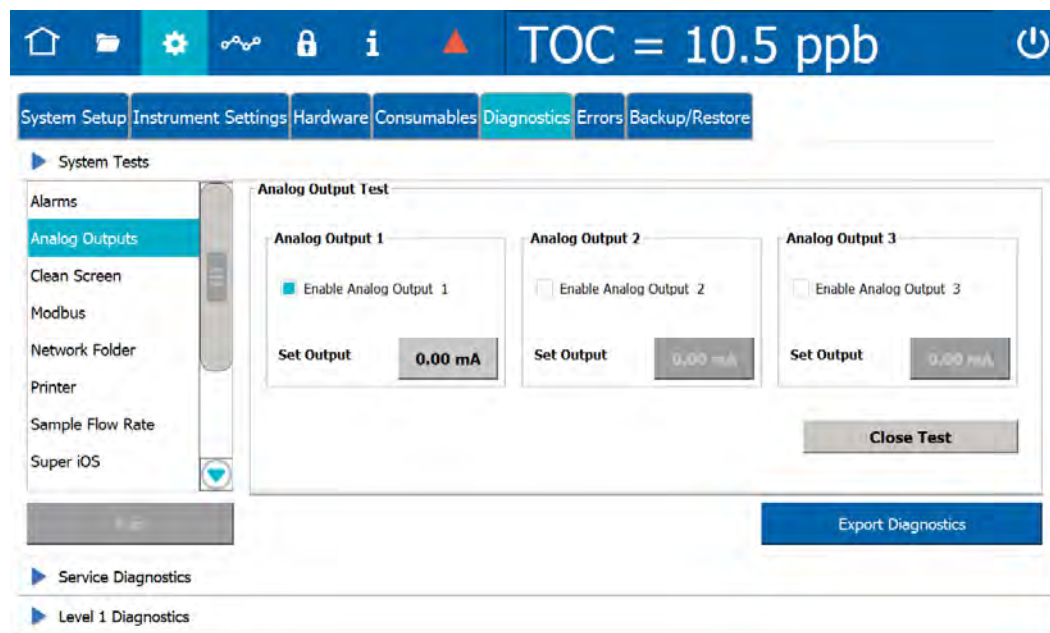 TOC = 10.5 ppb
System Setup Instrument Settings Hardware Consumables Diagnostics Errors Backup/Restore
System Tests
Alarms
Analog Outputs
Clean Screen
Modbus
Network Folder
Printer
Sample Flow Rate
Super iOS
Analog Output Test
Analog Output 1
Enable Analog Output 1
Set Output 0.00 mA
Analog Output 2
Enable Analog Output 2
Set Output 0.00 mA
Analog Output 3
Enable Analog Output 3
Set Output 0.00 mA
Close Test
Export Diagnostics
Service Diagnostics
Level 1 Diagnostics